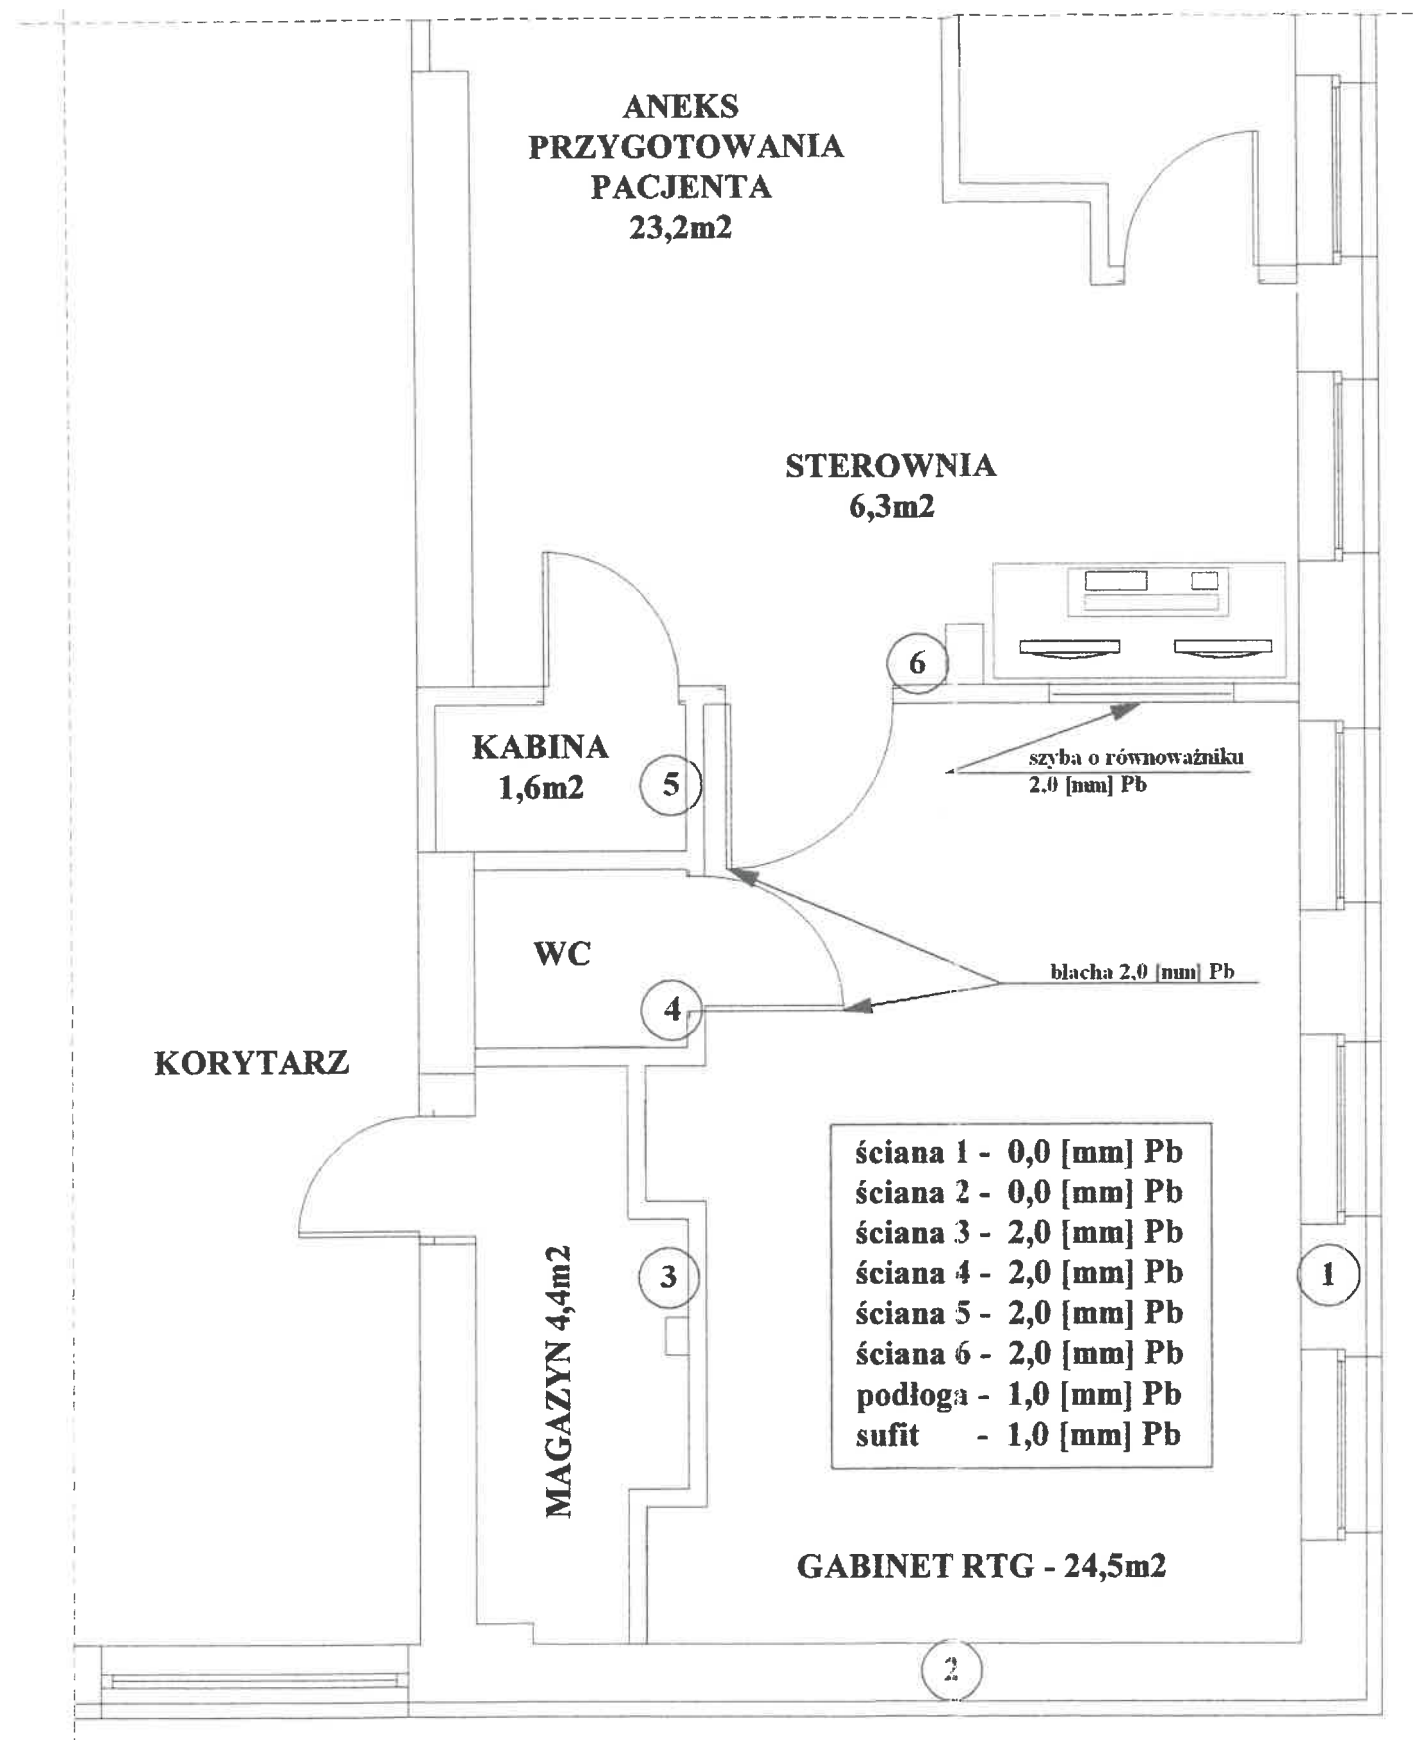 ANEKS
PRZYGOTOWANIA
PACJENTA
23,2m2
STEROWNIA
6,3m2
6
KABINA
1,6m2
5
szyba o równoważniku
2,0 [mm] Pb
WC
blacha 2,0 [mm] Pb
4
KORYTARZ
ściana 1 - 0,0 [mm] Pb
ściana 2 - 0,0 [mm] Pb
ściana 3 - 2,0 [mm] Pb
ściana 4 - 2,0 [mm] Pb
ściana 5 - 2,0 [mm] Pb
ściana 6 - 2,0 [mm] Pb
podłoga - 1,0 [mm] Pb
sufit - 1,0 [mm] Pb
3
1
MAGAZYN 4,4m2
GABINET RTG - 24,5m2
2